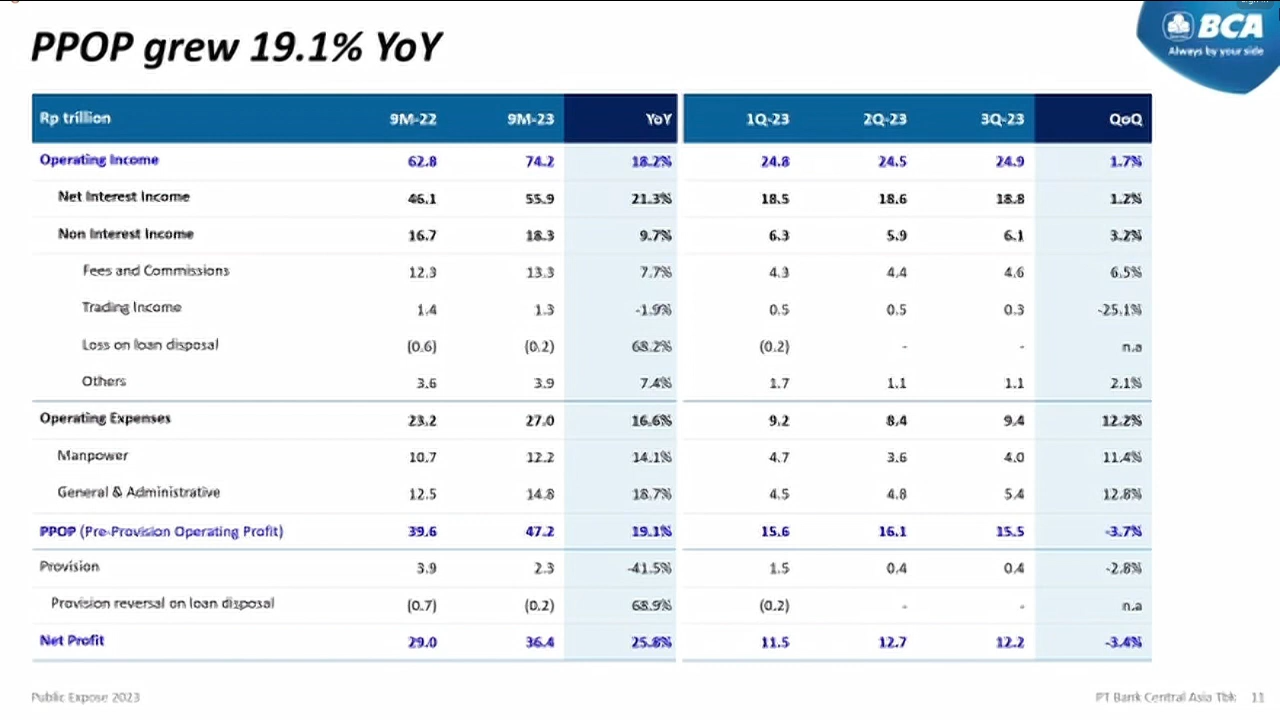 PPOP grew 19.1% YoY
BCA
Always by your side
Rp trillion 9M-22 9M-23 YoY 1Q-23 2Q-23 3Q-23 QoQ
Operating Income 62.8 74.2 18.2% 24.8 24.5 24.9 1.7%
Net Interest Income 46.1 55.9 21.3% 18.5 18.6 18.8 1.2%
Non Interest Income 16.7 18.3 9.7% 6.3 5.9 6.1 3.2%
Fees and Commissions 12.3 13.3 7.7% 4.3 4.4 4.6 6.5%
Trading Income 1.4 1.3 -1.9% 0.5 0.5 0.3 -25.1%
Loss on loan disposal (0.6) (0.2) 68.2% (0.2) - - n.a
Others 3.6 3.9 7.4% 1.7 1.1 1.1 2.1%
Operating Expenses 23.2 27.0 16.6% 9.2 8.4 9.4 12.2%
Manpower 10.7 12.2 14.1% 4.7 3.6 4.0 11.4%
General & Administrative 12.5 14.8 18.7% 4.5 4.8 5.4 12.8%
PPOP (Pre-Provision Operating Profit) 39.6 47.2 19.1% 15.6 16.1 15.5 -3.7%
Provision 3.9 2.3 -41.5% 1.5 0.4 0.4 -2.8%
Provision reversal on loan disposal (0.7) (0.2) 68.9% (0.2) - - n.a
Net Profit 29.0 36.4 25.8% 11.5 12.7 12.2 -3.4%
Public Expose 2023
PT Bank Central Asia Tbk 11